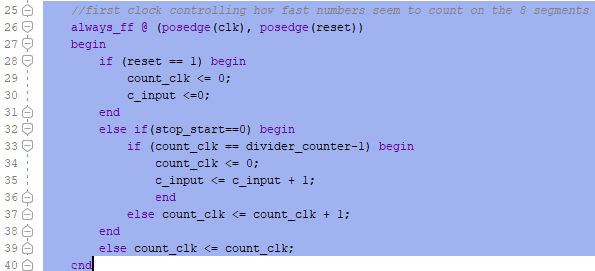 25 //first clock controlling how fast numbers seem to count on the 8 segments
26 always_ff @ (posedge(clk), posedge(reset))
27 begin
28 if (reset == 1) begin
29 count_clk <= 0;
30 c_input <=0;
31 end
32 else if(stop_start==0) begin
33 if (count_clk == divider_counter-1) begin
34 count_clk <= 0;
35 c_input <= c_input + 1;
36 end
37 else count_clk <= count_clk + 1;
38 end
39 else count_clk <= count_clk;
40 end